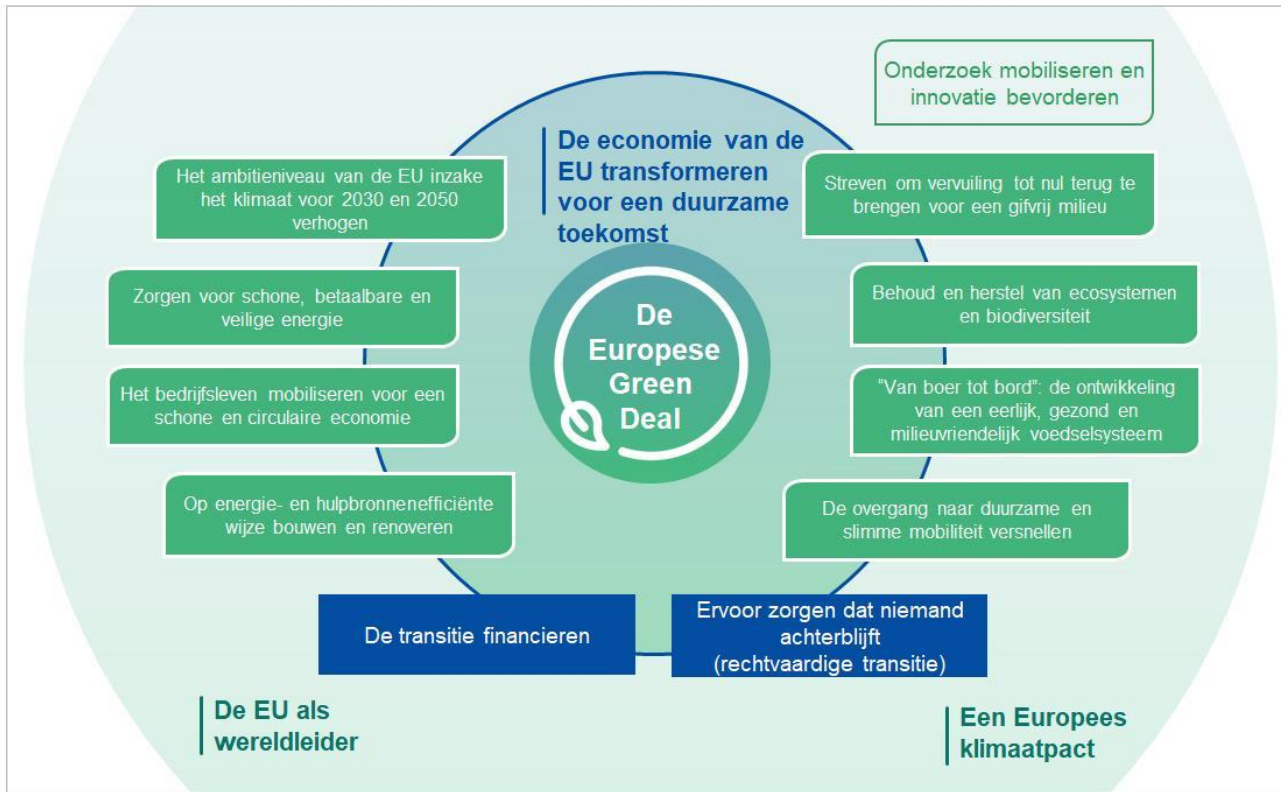 Onderzoek mobiliseren en
innovatie bevorderen
De economie van de
EU transformeren
voor een duurzame
toekomst
Het ambitieniveau van de EU inzake
het klimaat voor 2030 en 2050
verhogen
Zorgen voor schone, betaalbare en
veilige energie
Het bedrijfsleven mobiliseren voor een
schone en circulaire economie
Op energie- en hulpbronnenefficiënte
wijze bouwen en renoveren
De
Europese
Green
Deal
Streven om vervuiling tot nul terug te
brengen voor een gifvrij milieu
Behoud en herstel van ecosystemen
en biodiversiteit
“Van boer tot bord”: de ontwikkeling
van een eerlijk, gezond en
milieuvriendelijk voedselsysteem
De overgang naar duurzame en
slimme mobiliteit versnellen
De transitie financieren
Ervoor zorgen dat niemand
achterblijft
(rechtvaardige transitie)
De EU als
wereldleider
Een Europees
klimaatpact